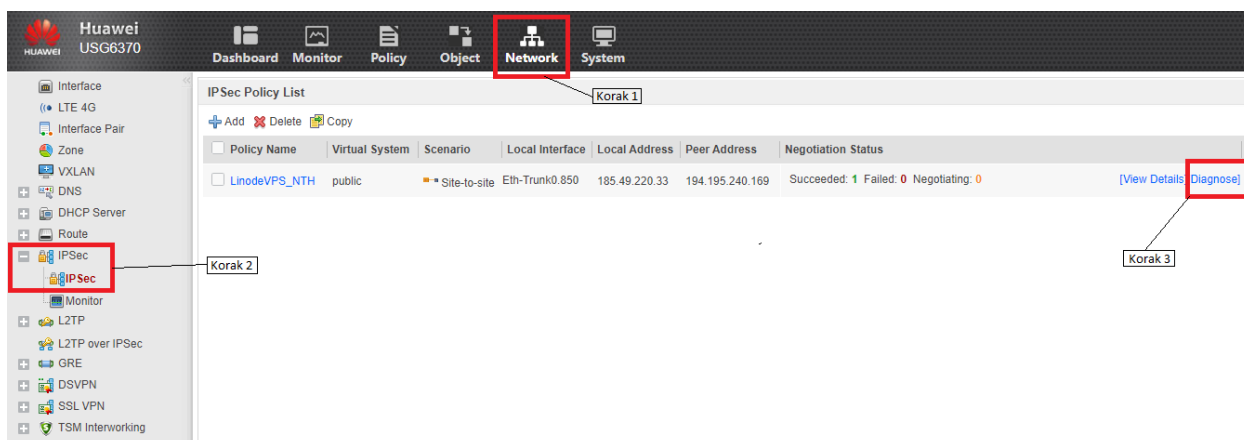 Huawei
USG6370
HUAWEI
Dashboard Monitor Policy Object Network System
Korak 1
Interface
LTE 4G
Interface Pair
Zone
VXLAN
DNS
DHCP Server
Route
IPSec
IPSec
Monitor
L2TP
L2TP over IPSec
GRE
DSVPN
SSL VPN
TSM Interworking
Korak 2
IPSec Policy List
Add Delete Copy
Policy Name Virtual System Scenario Local Interface Local Address Peer Address Negotiation Status
LinodeVPS_NTH public Site-to-site Eth-Trunk0.850 185.49.220.33 194.195.240.169 Succeeded: 1 Failed: 0 Negotiating: 0 [View Details] [Diagnose]
Korak 3